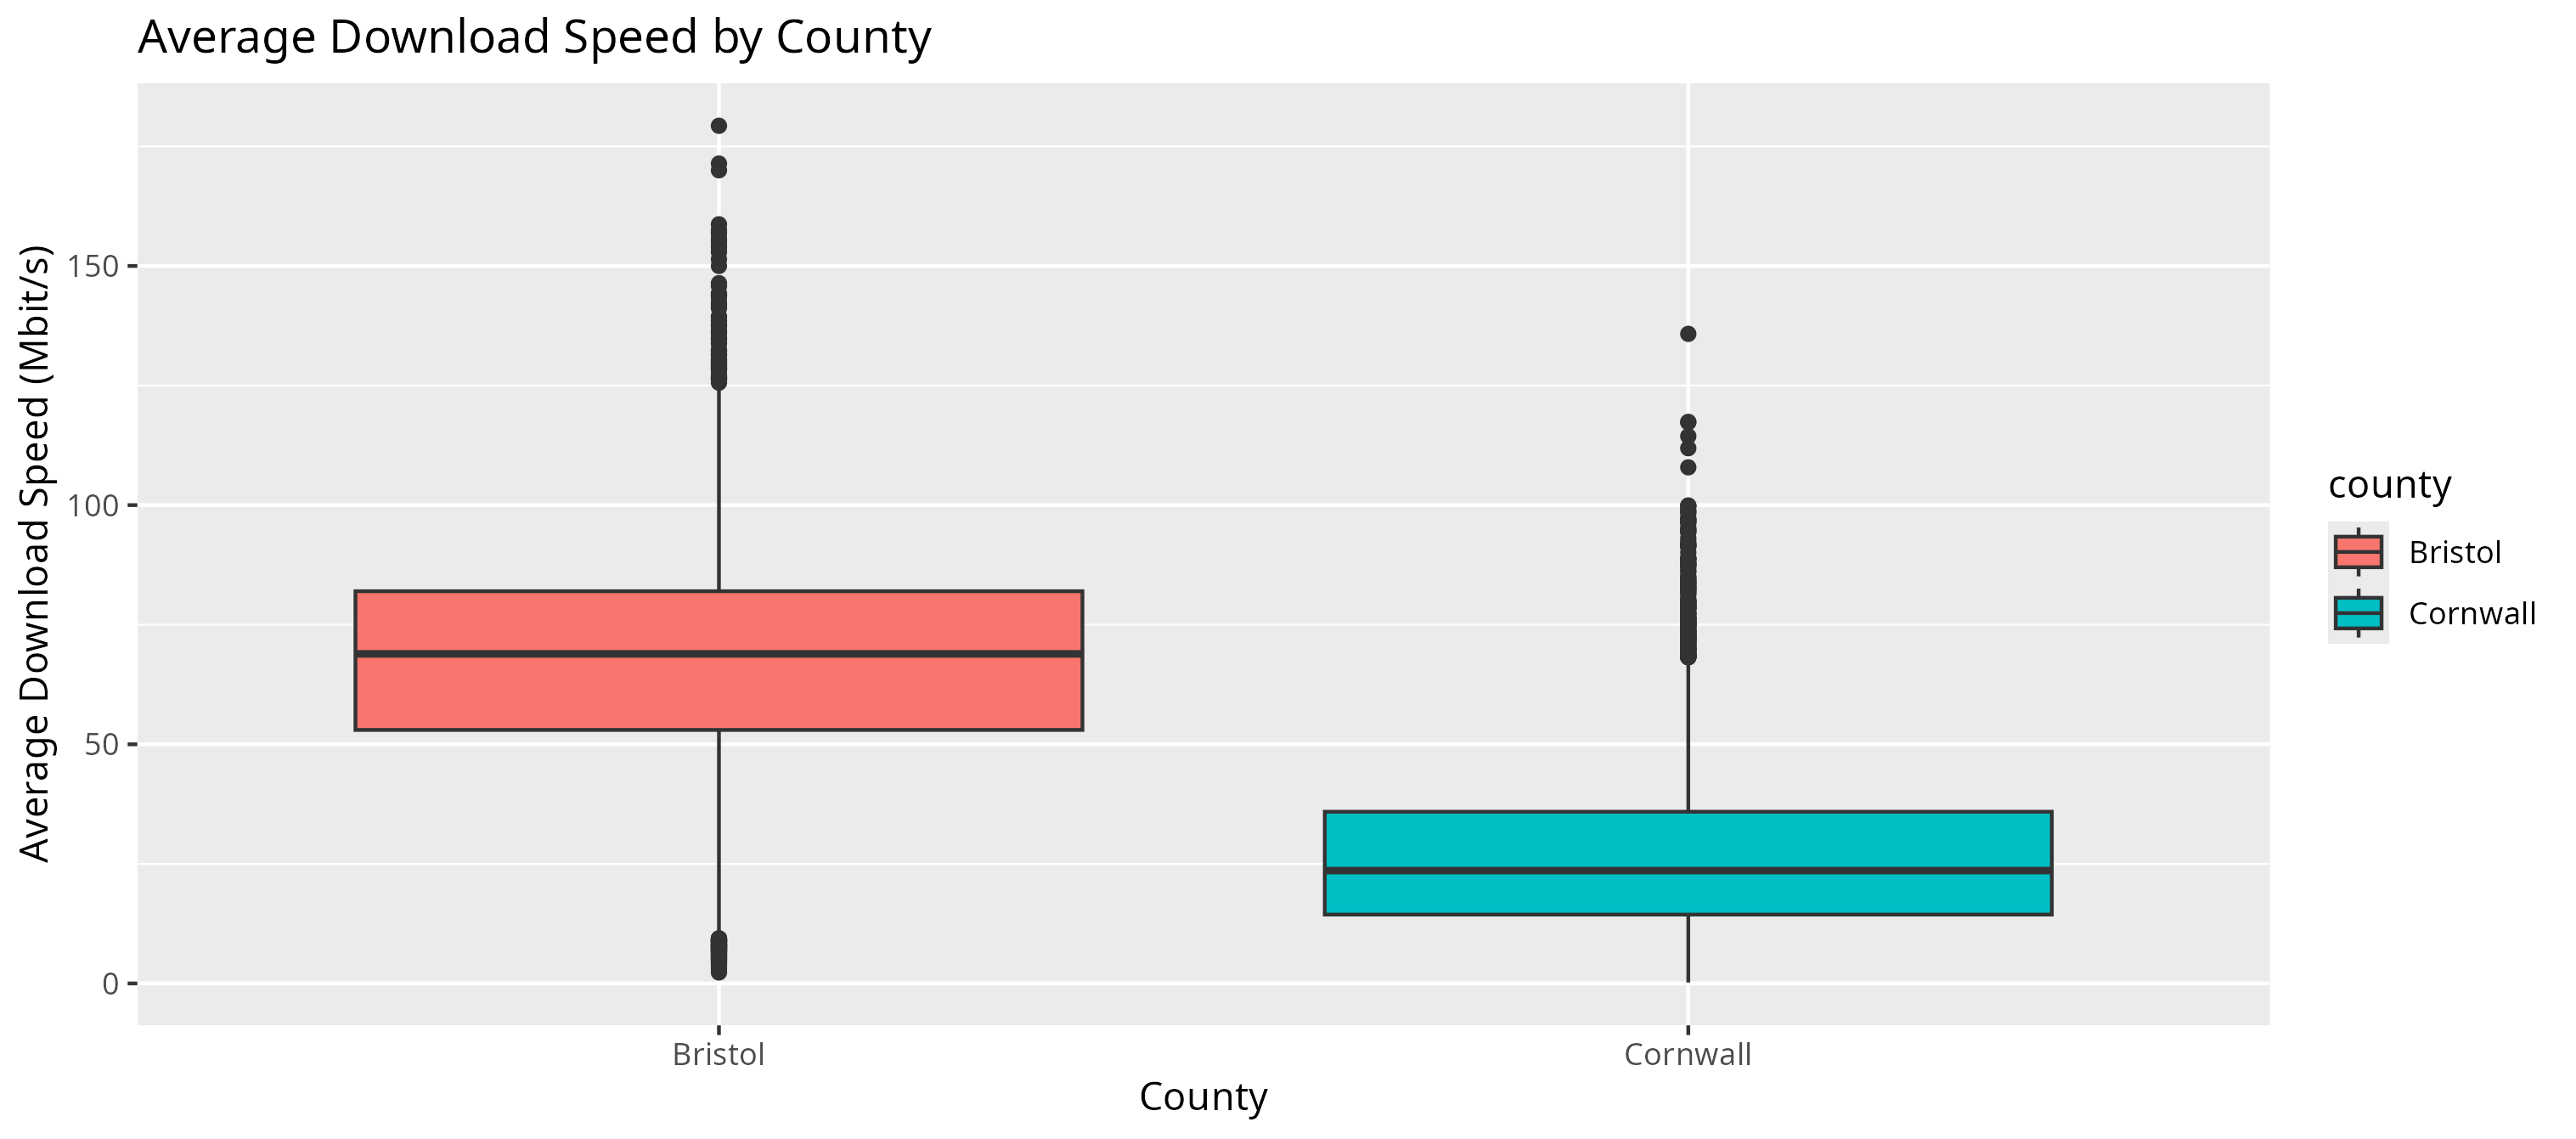 Average Download Speed by County
Average Download Speed (Mbit/s)
150
100
50
0
Bristol
Cornwall
County
county
Bristol
Cornwall